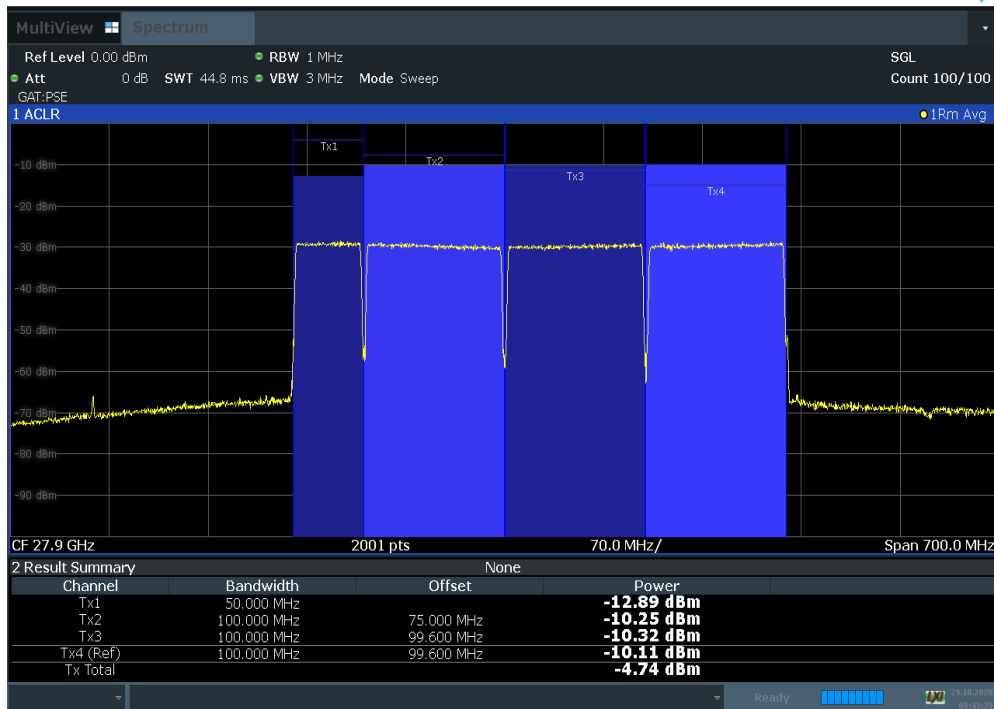 MultiView Spectrum
Ref Level 0.00 dBm RBW 1 MHz SGL
Att 0 dB SWT 44.8 ms VBW 3 MHz Mode Sweep Count 100/100
GAT:PSE
1 ACLR 1Rm Avg
Tx1
Tx2
Tx3
Tx4
-10 dBm
-20 dBm
-30 dBm
-40 dBm
-50 dBm
-60 dBm
-70 dBm
-80 dBm
-90 dBm
CF 27.9 GHz 2001 pts 70.0 MHz/ Span 700.0 MHz
2 Result Summary None
Channel Bandwidth Offset Power
Tx1 50.000 MHz -12.89 dBm
Tx2 100.000 MHz 75.000 MHz -10.25 dBm
Tx3 100.000 MHz 99.600 MHz -10.32 dBm
Tx4 (Ref) 100.000 MHz 99.600 MHz -10.11 dBm
Tx Total -4.74 dBm
Ready 29.10.2020